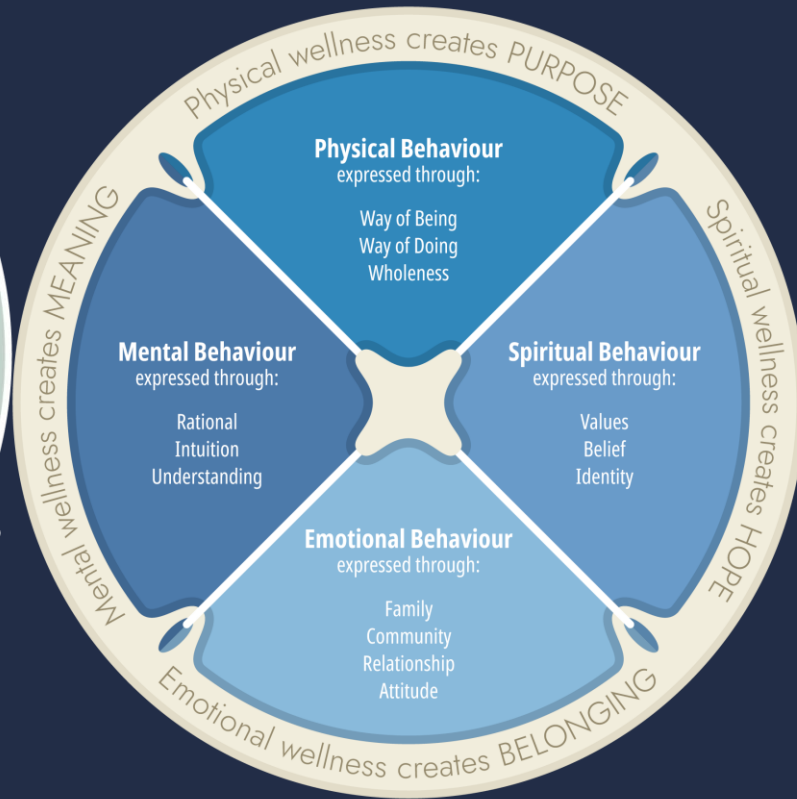 Physical wellness creates PURPOSE
Physical Behaviour
expressed through:
Way of Being
Way of Doing
Wholeness
Mental wellness creates MEANING
Mental Behaviour
expressed through:
Rational
Intuition
Understanding
Spiritual Behaviour
expressed through:
Values
Belief
Identity
Spiritual wellness creates HOPE
Emotional Behaviour
expressed through:
Family
Community
Relationship
Attitude
Emotional wellness creates BELONGING